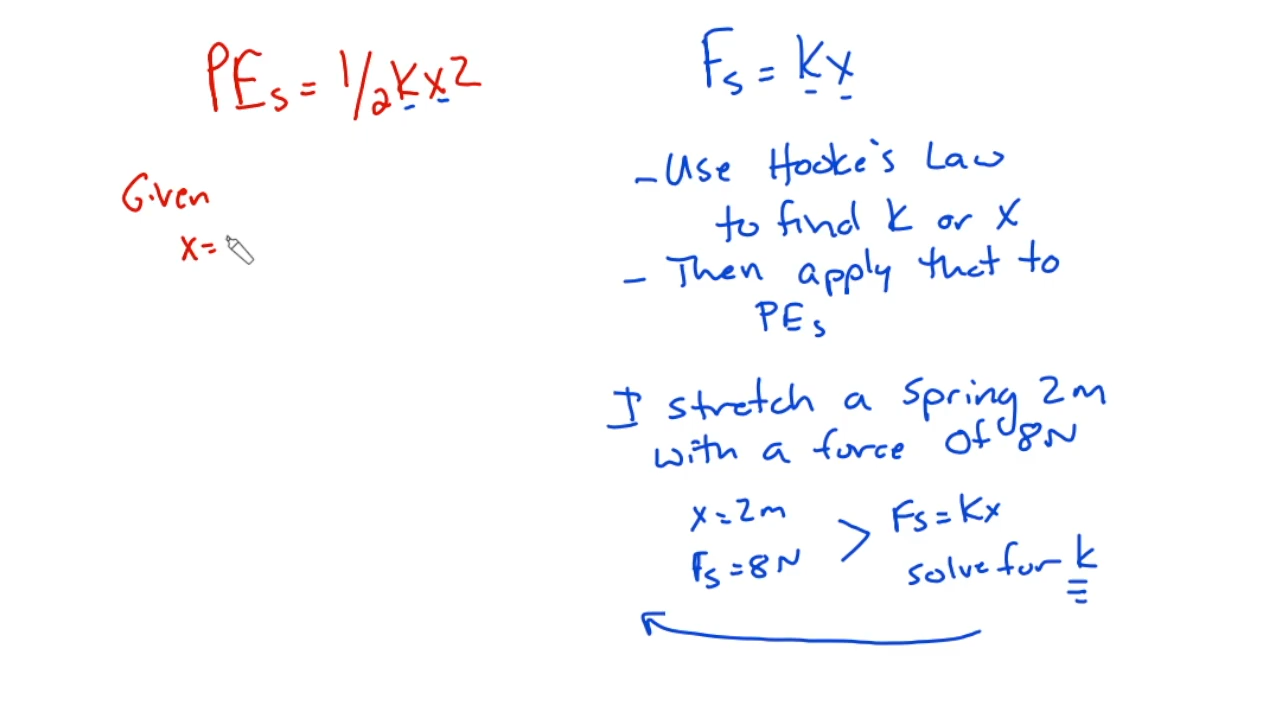 PEs = 1/2kx2
Given
x=
Fs = kx
- Use Hooke's Law
to find k or x
- Then apply that to
PEs
I stretch a spring 2m
with a force of 8N
x=2m
Fs=8N
>
Fs=kx
solve for k